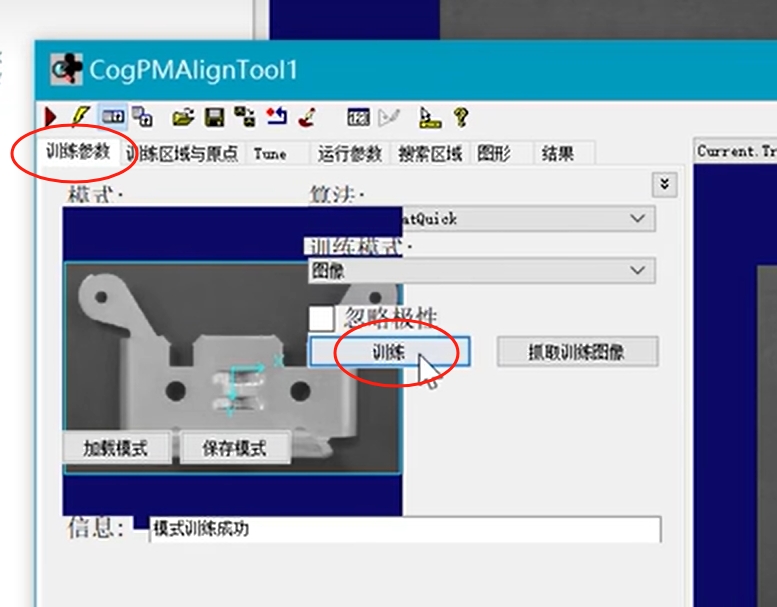 CogPMAlignTool1
训练参数 训练区域与原点 Tune 运行参数 搜索区域 图形 结果
Current.Tr
模式: 算法:
atQuick
训练模式:
图像
忽略极性
训练 抓取训练图像
加载模式 保存模式
信息: 模式训练成功